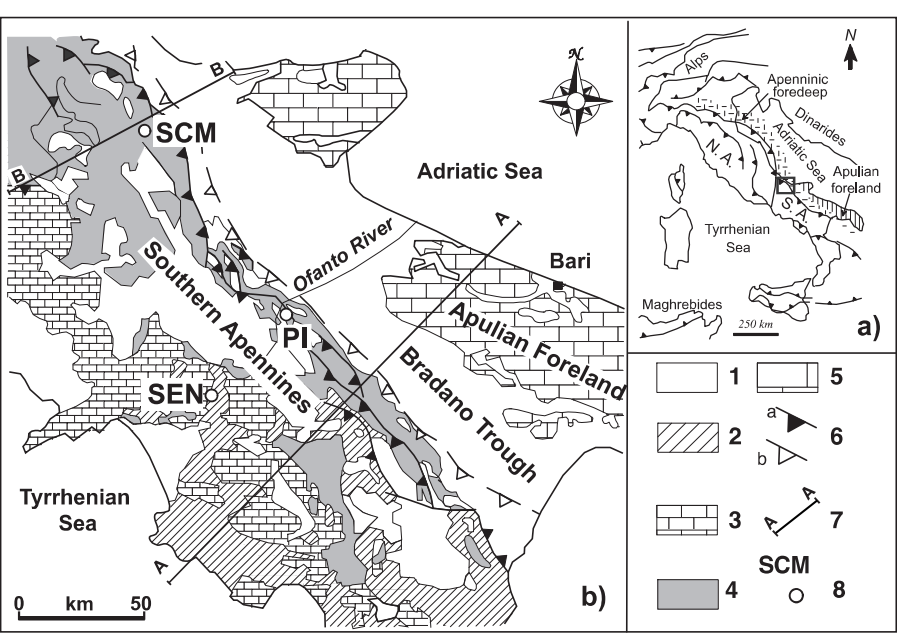 B
B
SCM
N
Adriatic Sea
A
Ofanto River
Bari
Southern Apennines
PI
Apulian Foreland
SEN
Bradano Trough
Tyrrhenian
Sea
A
0 km 50
b)
N
Alps
Apenninic
foredeep
Dinarides
Adriatic Sea
N.A.
Apulian
foreland
S.A.
Tyrrhenian
Sea
Maghrebides
250 km
a)
1
5
2
a
b
6
3
A
A
7
4
SCM
8